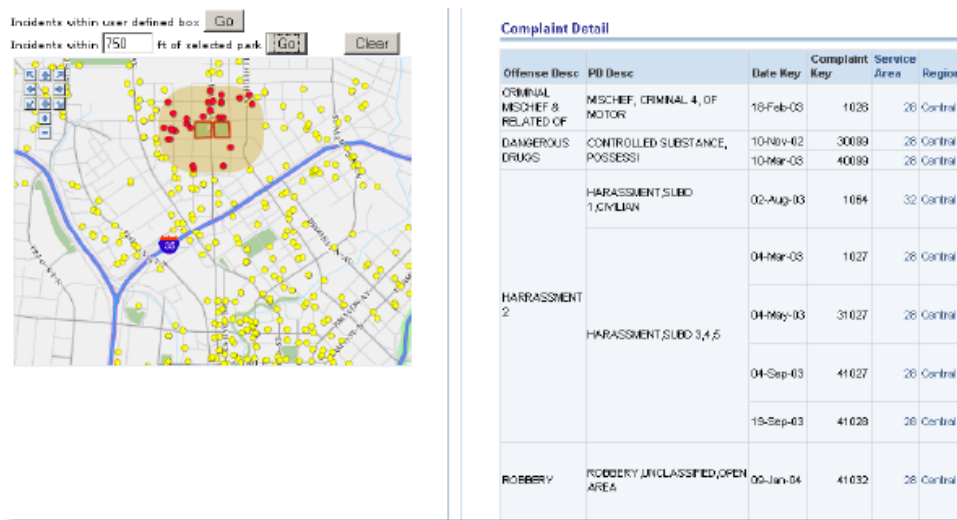 Incidents within user defined box Go
Incidents within 750 ft of selected park Go Clear
Complaint Detail
Complaint Service
Offense Desc PD Desc Date Key Key Area Region
CRIMINAL
MISCHIEF &
RELATED OF
MISCHIEF, CRIMINAL 4, OF
MOTOR
18-Feb-03 1026 28 Central
DANGEROUS
DRUGS
CONTROLLED SUBSTANCE,
POSSESSI
10-Nov-02 30099 28 Central
10-Mar-03 40099 28 Central
HARRASSMENT
2
HARASSMENT,SUBD
1,CIVILIAN
02-Aug-03 1064 32 Central
HARASSMENT,SUBD 3,4,5
04-Mar-03 1027 28 Central
04-May-03 31027 28 Central
04-Sep-03 41027 28 Central
19-Sep-03 41028 28 Central
ROBBERY
ROBBERY,UNCLASSIFIED,OPEN
AREA
09-Jan-04 41032 28 Central